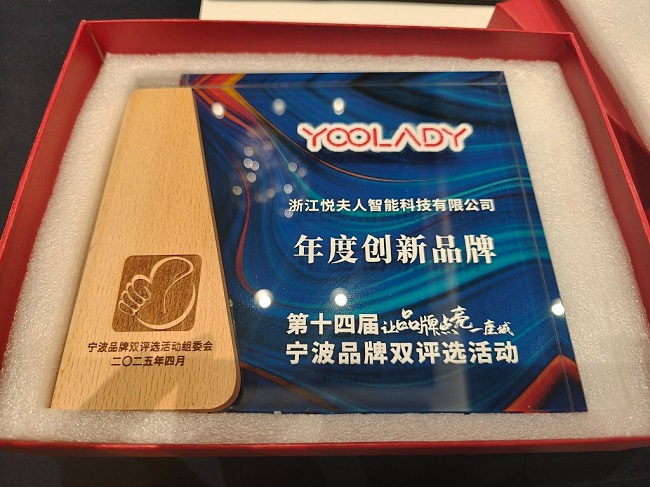 YOOLADY
浙江悦夫人智能科技有限公司
年度创新品牌
第十四届让品牌点亮一座城
宁波品牌双评选活动
宁波品牌双评选活动组委会
二〇二五年四月